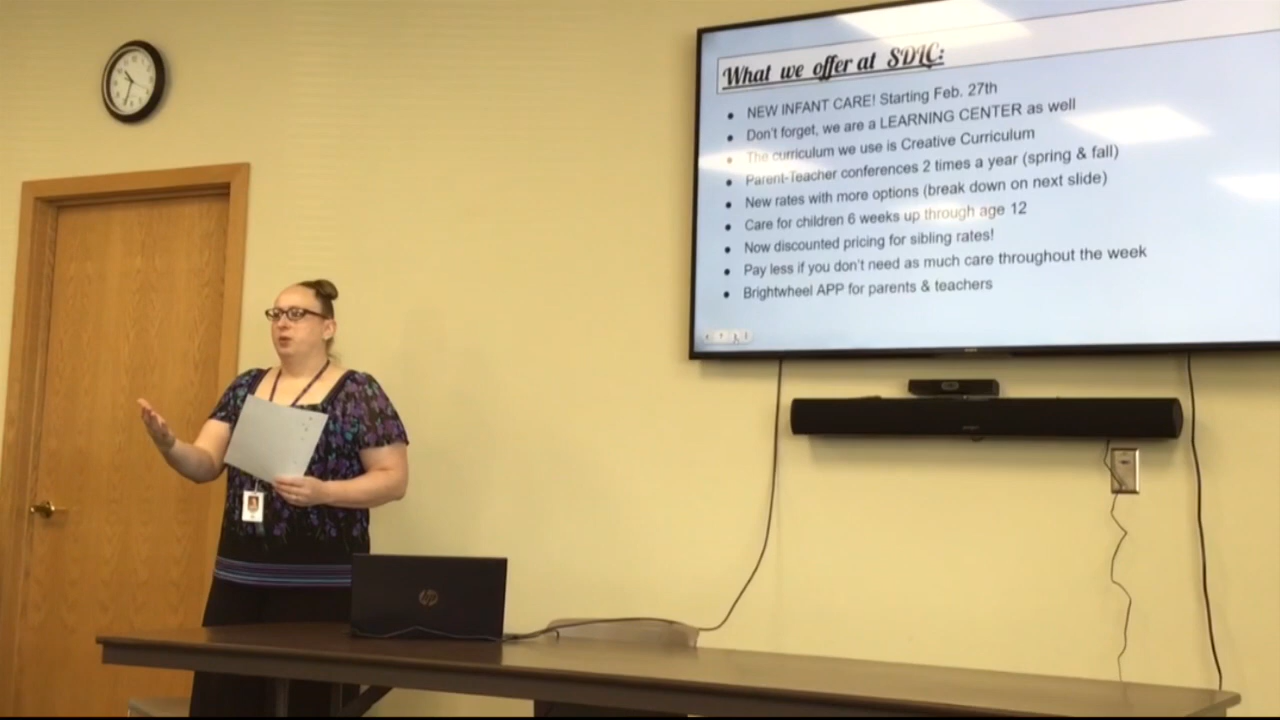 What we offer at SDLC:
● NEW INFANT CARE! Starting Feb. 27th
● Don't forget, we are a LEARNING CENTER as well
● The curriculum we use is Creative Curriculum
● Parent-Teacher conferences 2 times a year (spring & fall)
● New rates with more options (break down on next slide)
● Care for children 6 weeks up through age 12
● Now discounted pricing for sibling rates!
● Pay less if you don't need as much care throughout the week
● Brightwheel APP for parents & teachers
hp